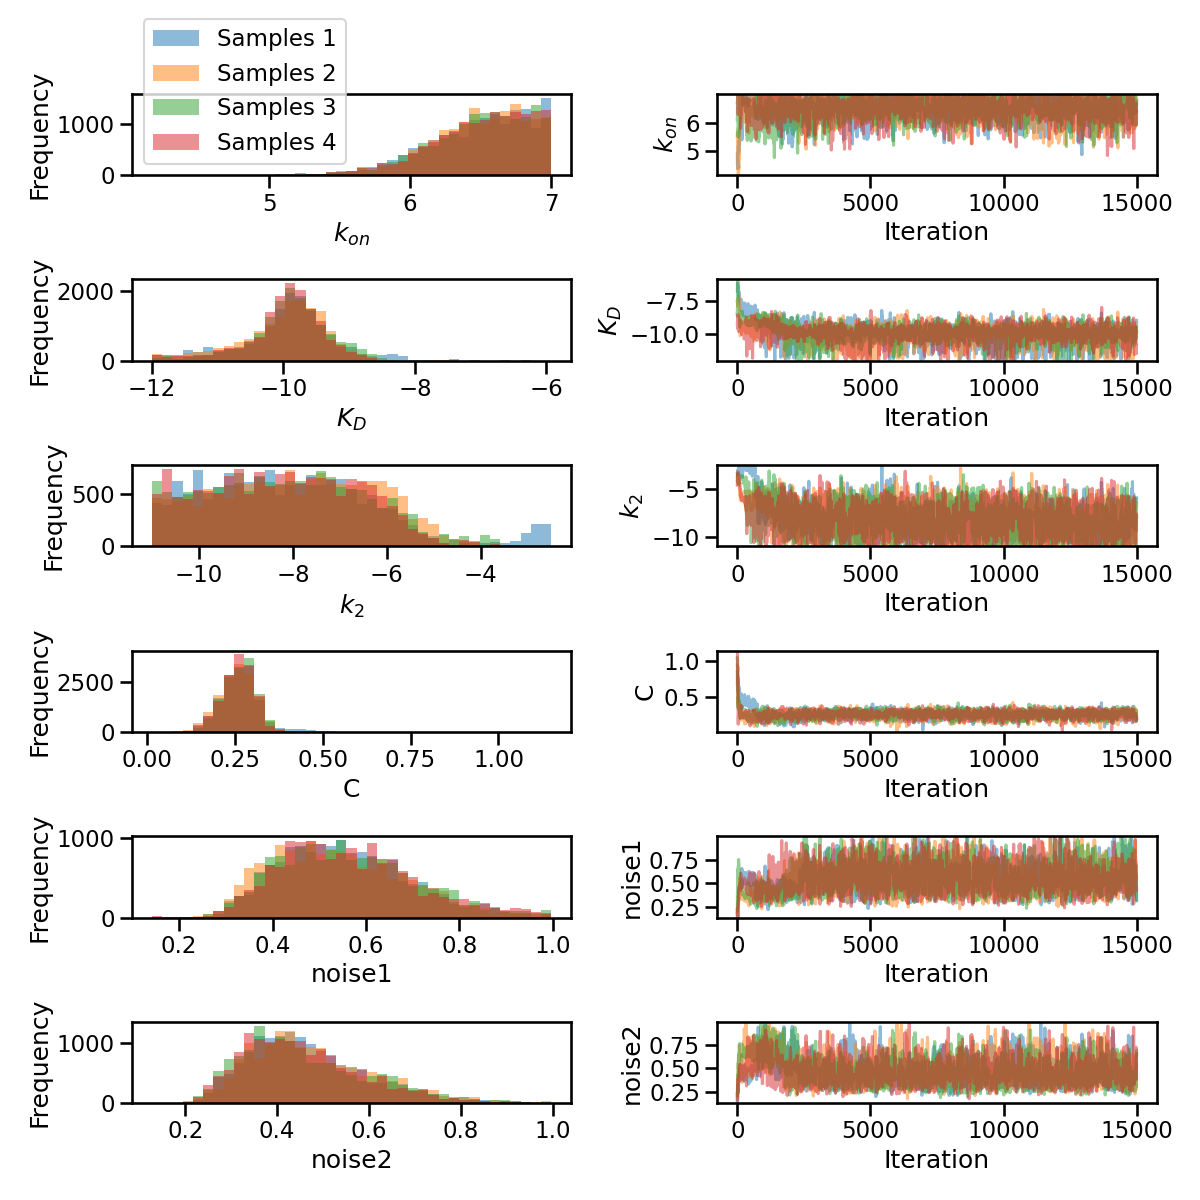 Samples 1
Samples 2
Samples 3
Samples 4
Frequency
1000
0
5 6 7
k_on
k_on
6
5
0 5000 10000 15000
Iteration
Frequency
2000
0
−12 −10 −8 −6
K_D
K_D
−7.5
−10.0
0 5000 10000 15000
Iteration
Frequency
500
0
−10 −8 −6 −4
k_2
k_2
−5
−10
0 5000 10000 15000
Iteration
Frequency
2500
0
0.00 0.25 0.50 0.75 1.00
C
C
1.0
0.5
0 5000 10000 15000
Iteration
Frequency
1000
0
0.2 0.4 0.6 0.8 1.0
noise1
noise1
0.75
0.50
0.25
0 5000 10000 15000
Iteration
Frequency
1000
0
0.2 0.4 0.6 0.8 1.0
noise2
noise2
0.75
0.50
0.25
0 5000 10000 15000
Iteration